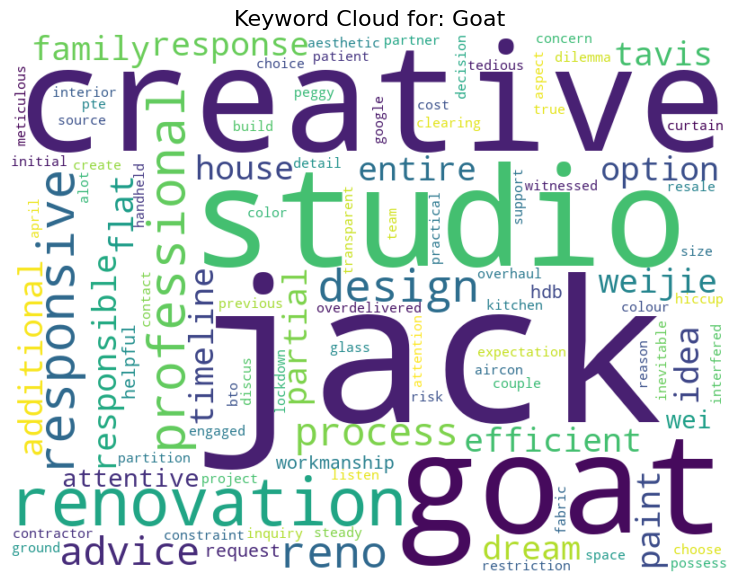 Keyword Cloud for: Goat
family
response
aesthetic
partner
concern
tavis
choice
patient
tedious
decision
aspect
dilemma
true
meticulous
creative
interior
pte
source
peggy
google
cost
build
clearing
curtain
initial
create
alot
handheld
professional
house
detail
entire
option
witnessed
resale
april
responsive
flat
studio
color
transparent
team
practical
support
size
additional
responsible
helpful
contact
timeline
previous
partial
design
overdelivered
overhaul
kitchen
hdb
weijie
colour
hiccup
jack
bto
discus
lockdown
glass
attention
expectation
aircon
couple
risk
reason
idea
inevitable
interfered
engaged
process
efficient
wei
partition
attentive
project
workmanship
listen
renovation
goat
fabric
paint
contractor
ground
constraint
inquiry
steady
advice
request
reno
dream
space
restriction
choose
possess